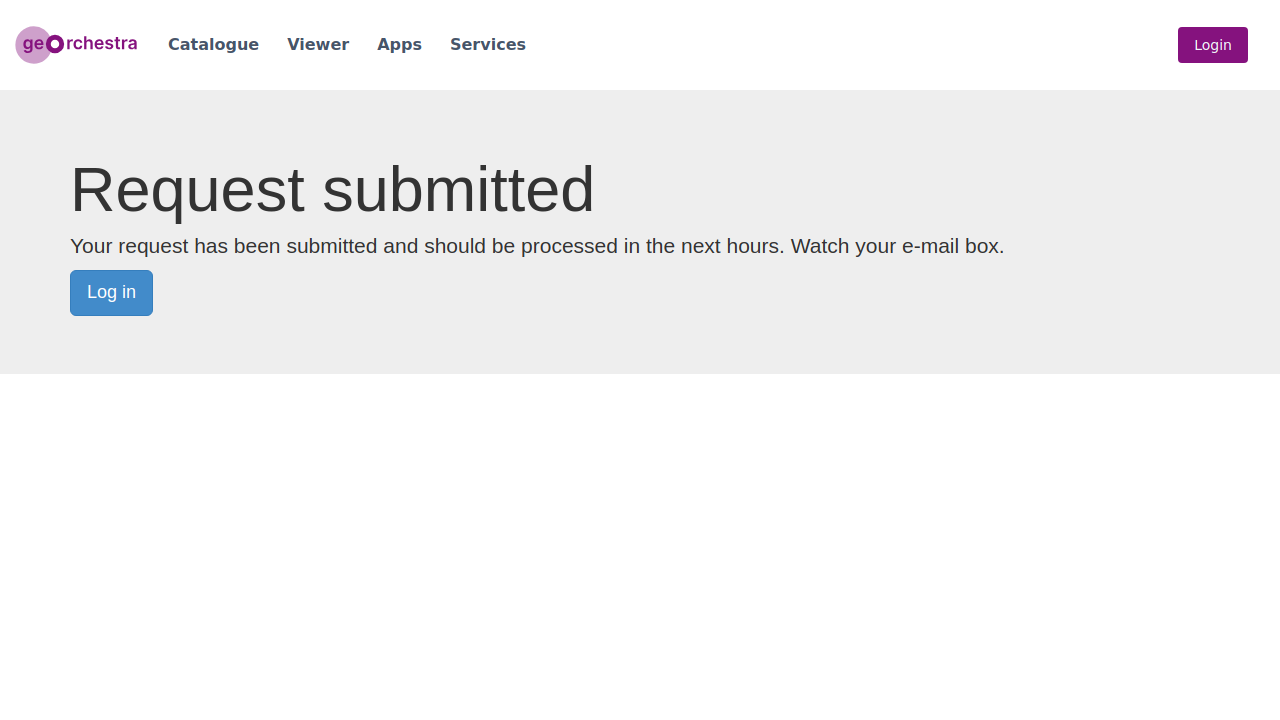 georchestra Catalogue Viewer Apps Services Login
Request submitted
Your request has been submitted and should be processed in the next hours. Watch your e-mail box.
Log in